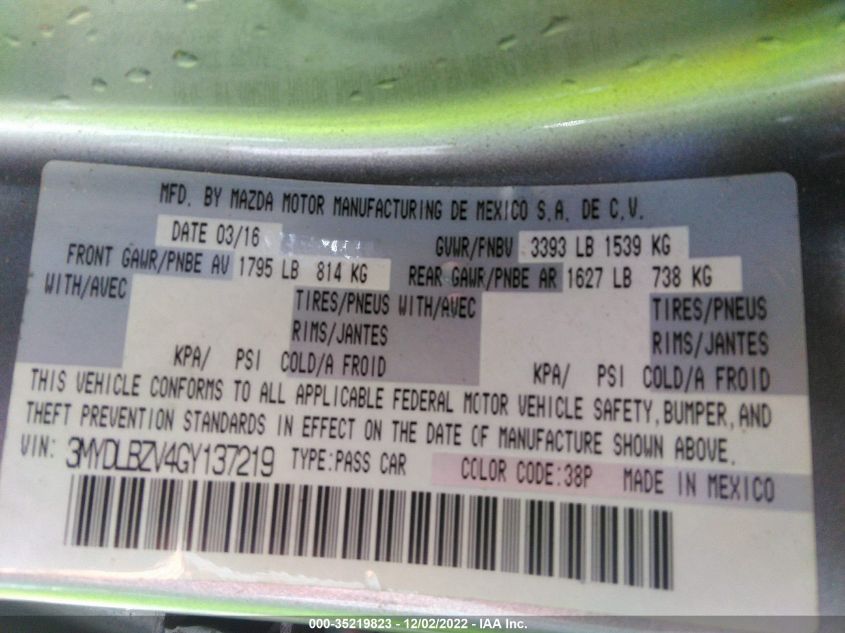 MFD. BY MAZDA MOTOR MANUFACTURING DE MEXICO S.A. DE C.V.
DATE 03/16 GVWR/PNBV 3393 LB 1539 KG
FRONT GAWR/PNBE AV 1795 LB 814 KG REAR GAWR/PNBE AR 1627 LB 738 KG
WITH/AVEC TIRES/PNEUS WITH/AVEC TIRES/PNEUS
RIMS/JANTES RIMS/JANTES
KPA/ PSI COLD/A FROID KPA/ PSI COLD/A FROID
THIS VEHICLE CONFORMS TO ALL APPLICABLE FEDERAL MOTOR VEHICLE SAFETY, BUMPER, AND
THEFT PREVENTION STANDARDS IN EFFECT ON THE DATE OF MANUFACTURE SHOWN ABOVE.
VIN: 3MYDLBZV4GY137219 TYPE:PASS CAR COLOR CODE:38P MADE IN MEXICO
000-35219823 - 12/02/2022 - IAA Inc.